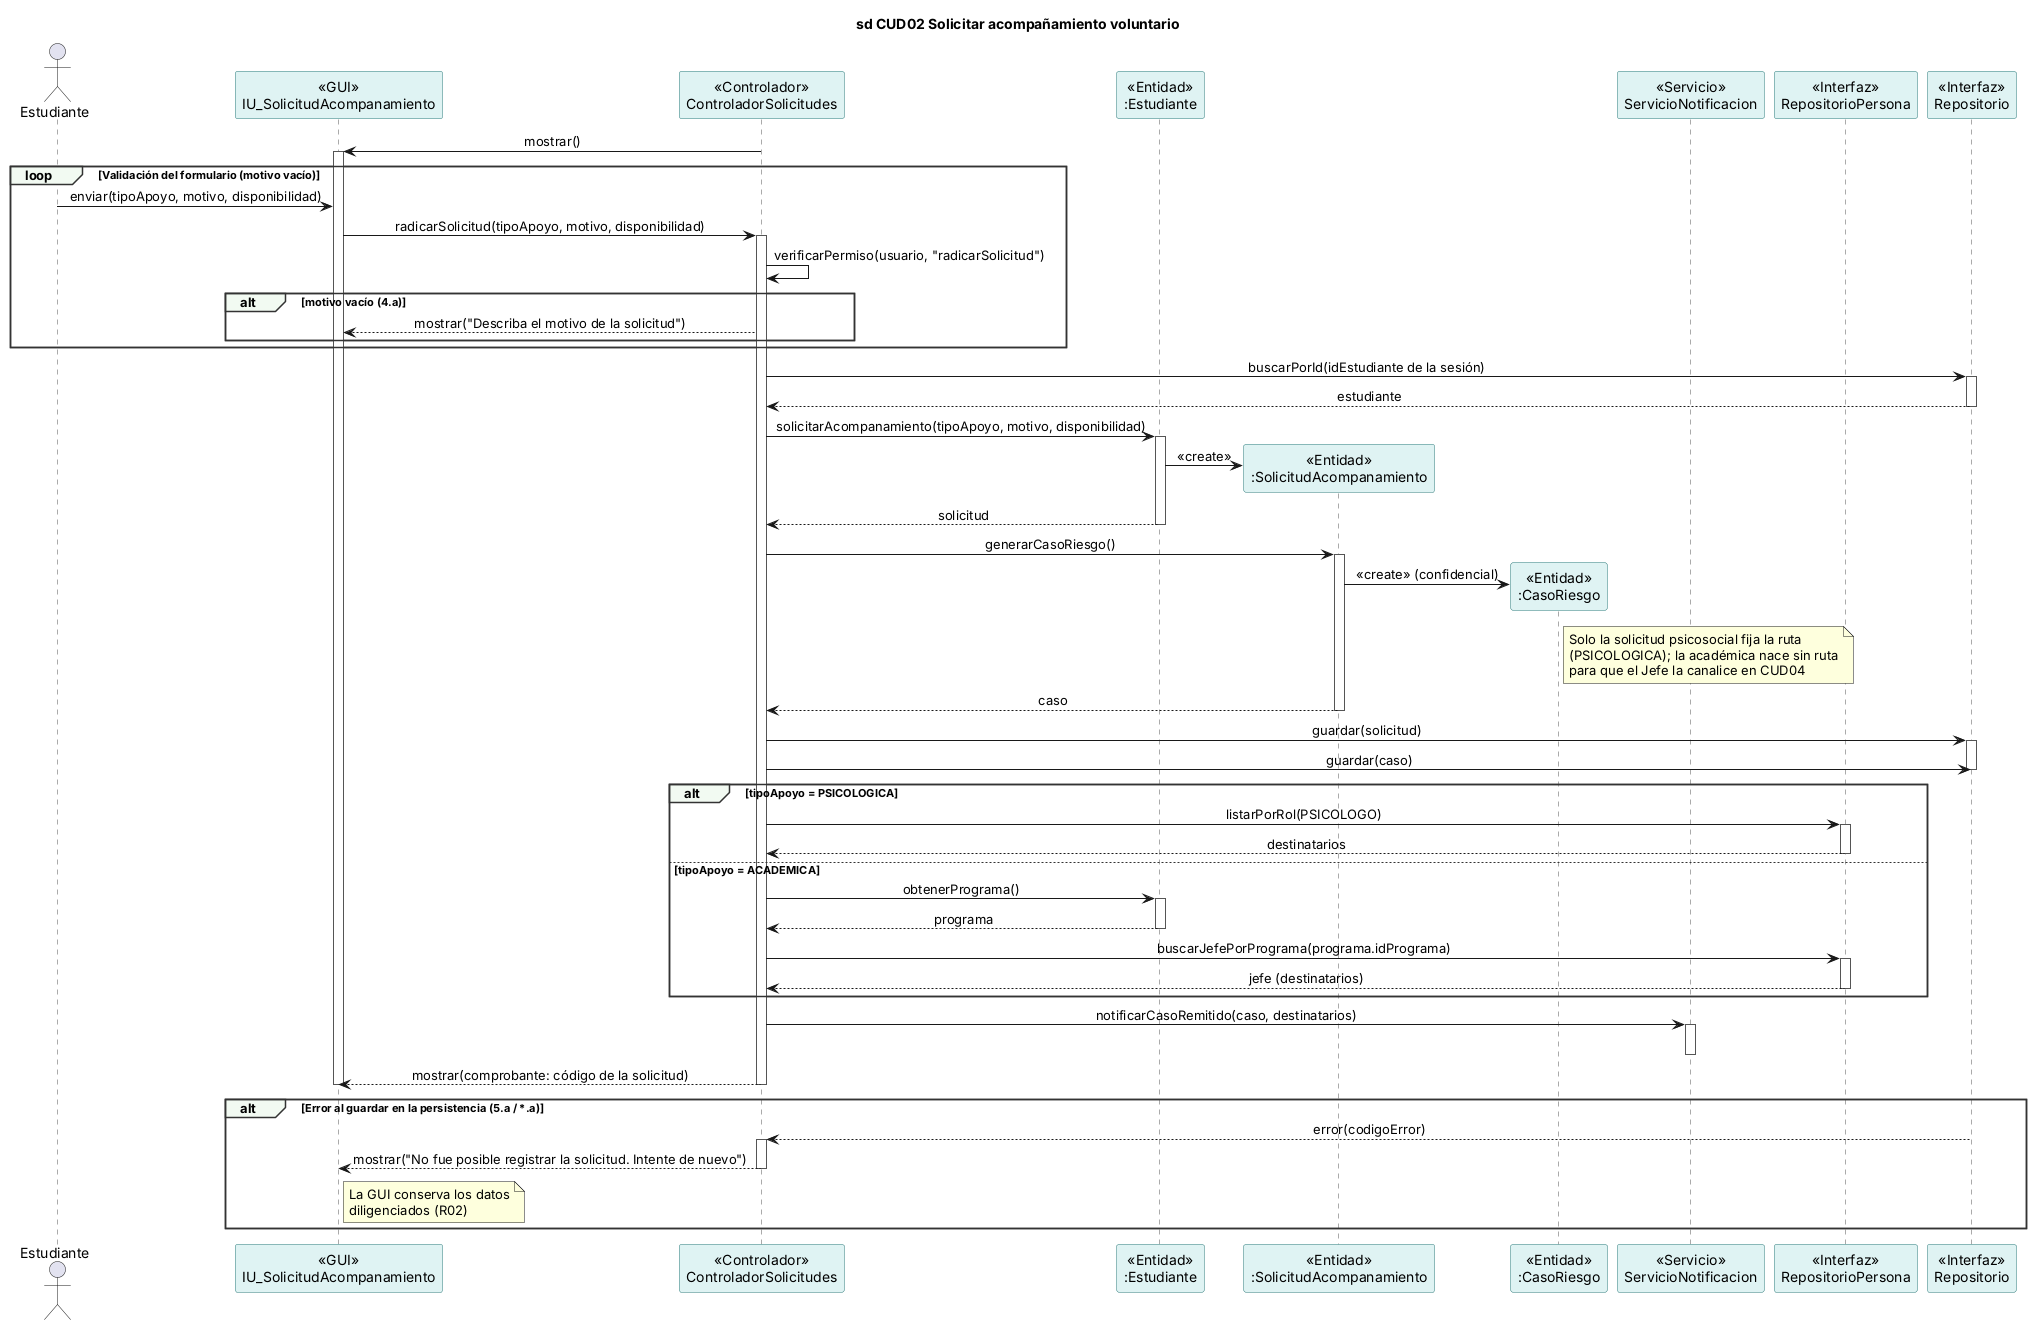 sd CUD02 Solicitar acompañamiento voluntario
Estudiante
«GUI»
IU_SolicitudAcompanamiento
«Controlador»
ControladorSolicitudes
«Entidad»
:Estudiante
«Servicio»
ServicioNotificacion
«Interfaz»
RepositorioPersona
«Interfaz»
Repositorio
mostrar()
loop [Validación del formulario (motivo vacío)]
enviar(tipoApoyo, motivo, disponibilidad)
radicarSolicitud(tipoApoyo, motivo, disponibilidad)
verificarPermiso(usuario, "radicarSolicitud")
alt [motivo vacío (4.a)]
mostrar("Describa el motivo de la solicitud")
buscarPorId(idEstudiante de la sesión)
estudiante
solicitarAcompanamiento(tipoApoyo, motivo, disponibilidad)
«create»
«Entidad»
:SolicitudAcompanamiento
solicitud
generarCasoRiesgo()
«create» (confidencial)
«Entidad»
:CasoRiesgo
Solo la solicitud psicosocial fija la ruta
(PSICOLOGICA); la académica nace sin ruta
para que el Jefe la canalice en CUD04
caso
guardar(solicitud)
guardar(caso)
alt [tipoApoyo = PSICOLOGICA]
listarPorRol(PSICOLOGO)
destinatarios
[tipoApoyo = ACADEMICA]
obtenerPrograma()
programa
buscarJefePorPrograma(programa.idPrograma)
jefe (destinatarios)
notificarCasoRemitido(caso, destinatarios)
mostrar(comprobante: código de la solicitud)
alt [Error al guardar en la persistencia (5.a / *.a)]
error(codigoError)
mostrar("No fue posible registrar la solicitud. Intente de nuevo")
La GUI conserva los datos
diligenciados (R02)
Estudiante
«GUI»
IU_SolicitudAcompanamiento
«Controlador»
ControladorSolicitudes
«Entidad»
:Estudiante
«Entidad»
:SolicitudAcompanamiento
«Entidad»
:CasoRiesgo
«Servicio»
ServicioNotificacion
«Interfaz»
RepositorioPersona
«Interfaz»
Repositorio